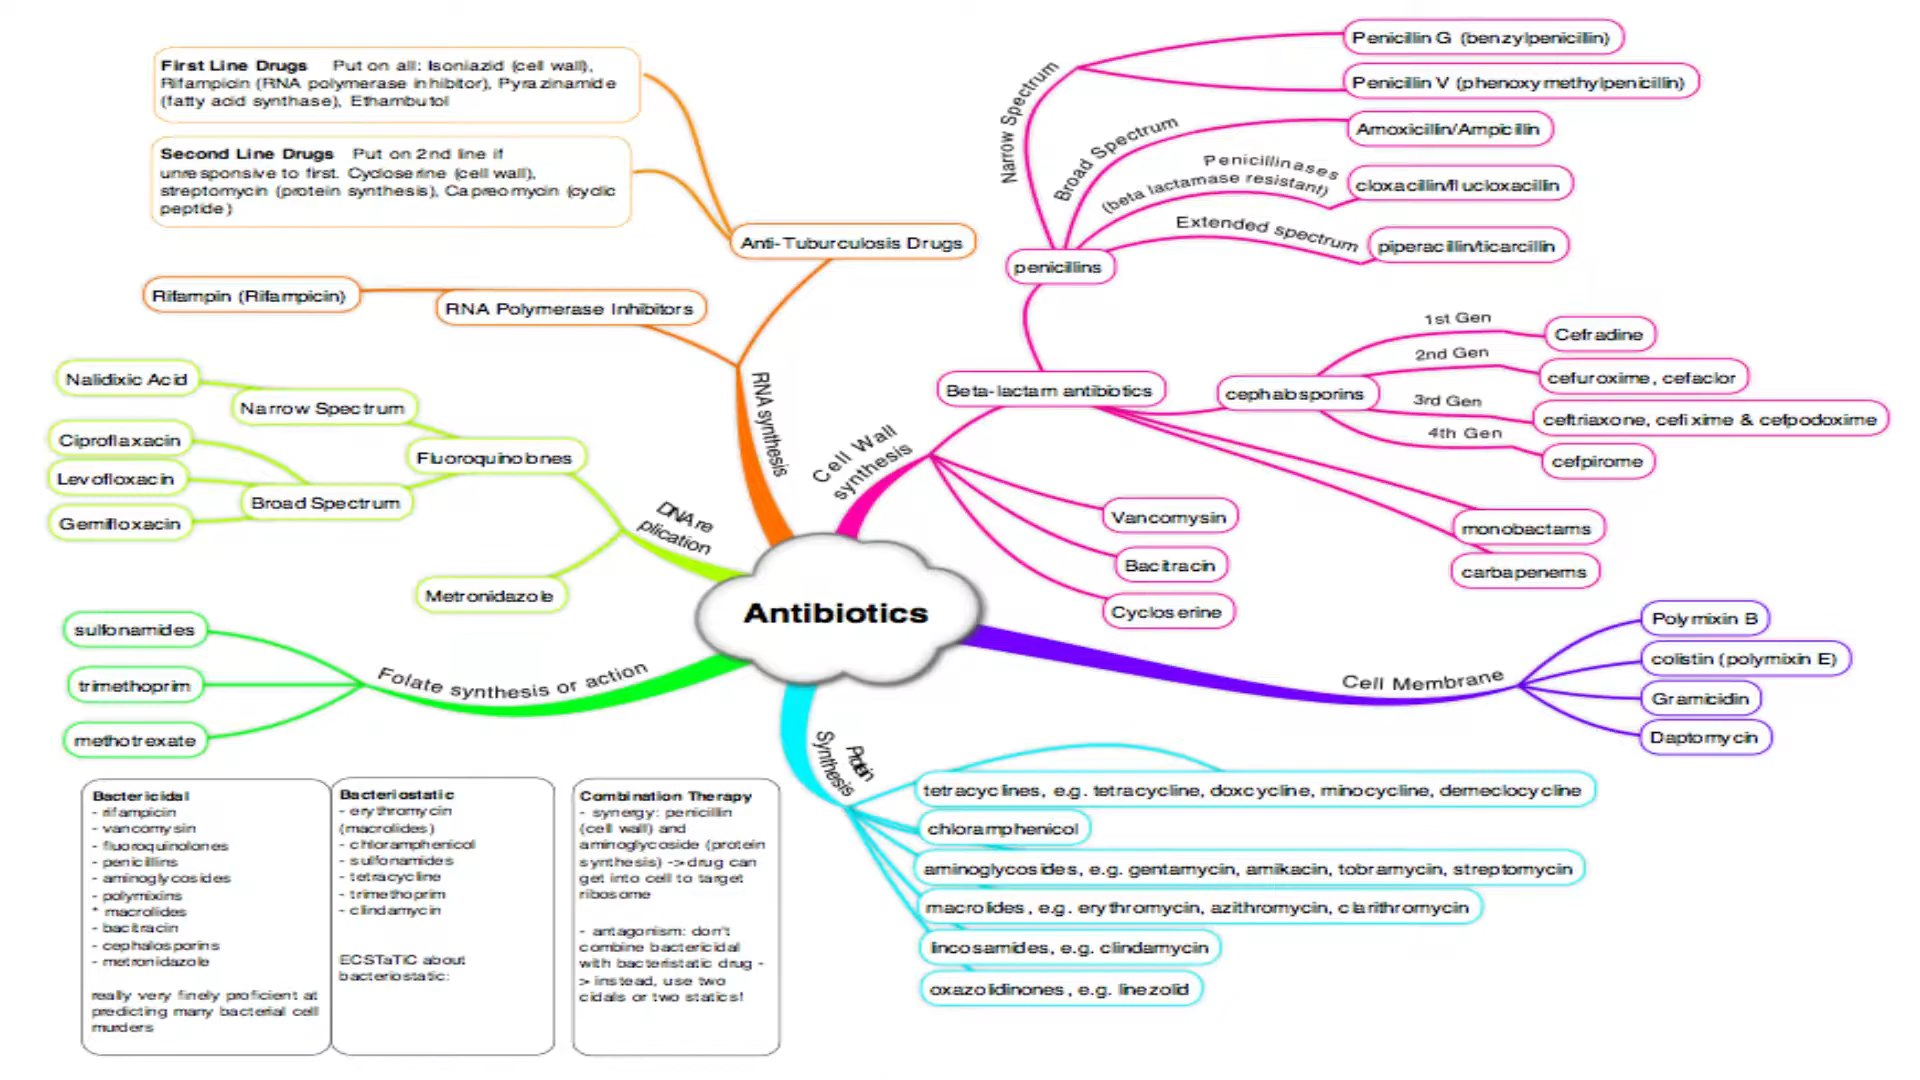 First Line Drugs Put on all: Isoniazid (cell wall),
Rifampicin (RNA polymerase inhibitor), Pyrazinamide
(fatty acid synthase), Ethambutol
Second Line Drugs Put on 2nd line if
unresponsive to first. Cycloserine (cell wall),
streptomycin (protein synthesis), Capreomycin (cyclic
peptide)
Anti-Tuburculosis Drugs
Rifampin (Rifampicin)
RNA Polymerase Inhibitors
RNA synthesis
Nalidixic Acid
Narrow Spectrum
Ciproflaxacin
Levofloxacin
Gemifloxacin
Broad Spectrum
Fluoroquinolones
DNA re
plication
Metronidazole
sulfonamides
trimethoprim
methotrexate
Folate synthesis or action
Antibiotics
Cell Wall
synthesis
Beta-lactam antibiotics
penicillins
Narrow Spectrum
Penicillin G (benzylpenicillin)
Penicillin V (phenoxymethylpenicillin)
Broad Spectrum
Amoxicillin/Ampicillin
Penicillinases
(beta lactamase resistant)
cloxacillin/flucloxacillin
Extended spectrum
piperacillin/ticarcillin
cephalosporins
1st Gen
Cefradine
2nd Gen
cefuroxime, cefaclor
3rd Gen
ceftriaxone, cefixime & cefpodoxime
4th Gen
cefpirome
monobactams
carbapenems
Vancomysin
Bacitracin
Cycloserine
Cell Membrane
Polymixin B
colistin (polymixin E)
Gramicidin
Daptomycin
Protein
Synthesis
tetracyclines, e.g. tetracycline, doxcycline, minocycline, demeclocycline
chloramphenicol
aminoglycosides, e.g. gentamycin, amikacin, tobramycin, streptomycin
macrolides, e.g. erythromycin, azithromycin, clarithromycin
lincosamides, e.g. clindamycin
oxazolidinones, e.g. linezolid
Bactericidal
- rifampicin
- vancomysin
- fluoroquinolones
- penicillins
- aminoglycosides
- polymixins
* macrolides
- bacitracin
- cephalosporins
- metronidazole
really very finely proficient at
predicting many bacterial cell
murders
Bacteriostatic
- erythromycin
(macrolides)
- chloramphenicol
- sulfonamides
- tetracycline
- trimethoprim
- clindamycin
ECSTaTiC about
bacteriostatic:
Combination Therapy
- synergy: penicillin
(cell wall) and
aminoglycoside (protein
synthesis) -> drug can
get into cell to target
ribosome
- antagonism: don't
combine bactericidal
with bacteristatic drug -
> instead, use two
cidals or two statics!